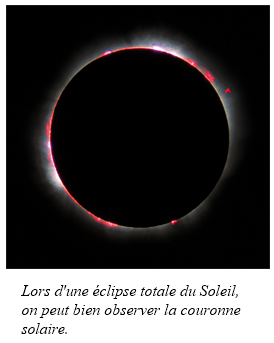 Lors d'une éclipse totale du Soleil,
on peut bien observer la couronne
solaire.